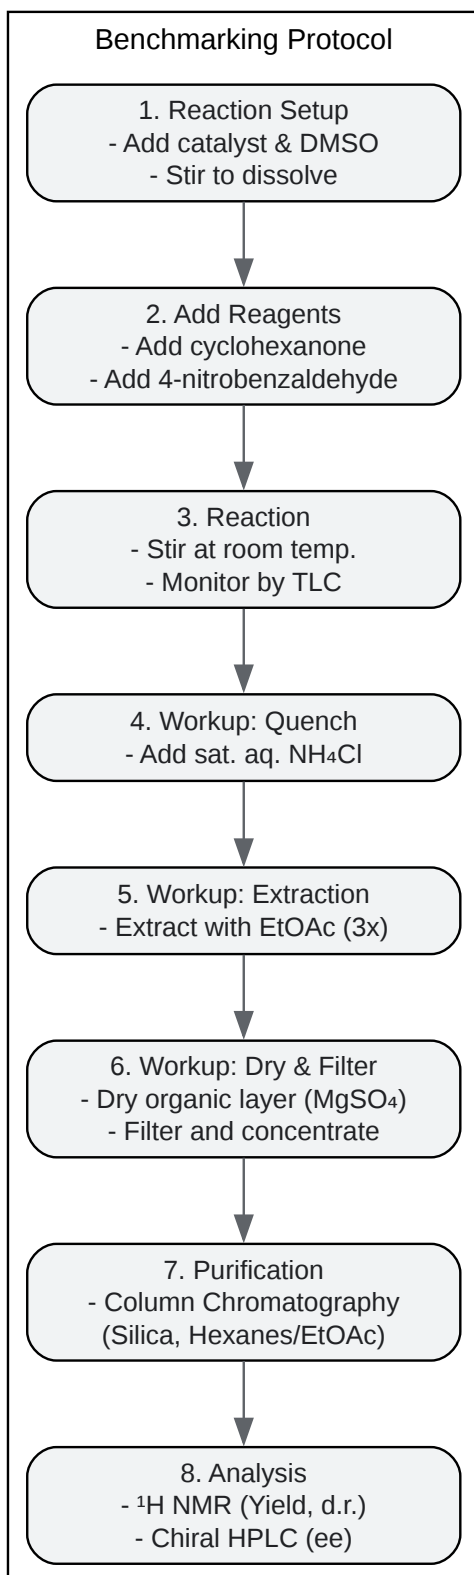 Benchmarking Protocol
1. Reaction Setup
- Add catalyst & DMSO
- Stir to dissolve
2. Add Reagents
- Add cyclohexanone
- Add 4-nitrobenzaldehyde
3. Reaction
- Stir at room temp.
- Monitor by TLC
4. Workup: Quench
- Add sat. aq. NH₄Cl
5. Workup: Extraction
- Extract with EtOAc (3x)
6. Workup: Dry & Filter
- Dry organic layer (MgSO₄)
- Filter and concentrate
7. Purification
- Column Chromatography
(Silica, Hexanes/EtOAc)
8. Analysis
- ¹H NMR (Yield, d.r.)
- Chiral HPLC (ee)